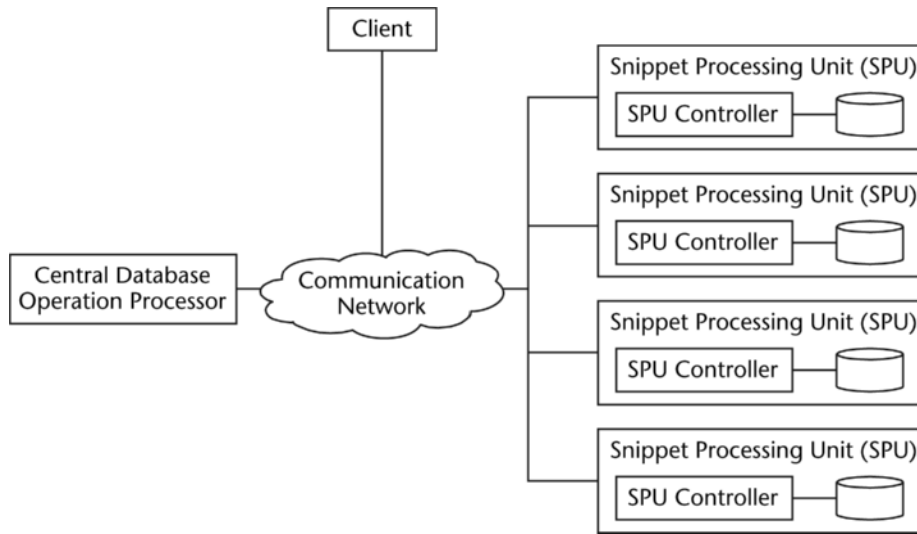 Client
Central Database
Operation Processor
Communication
Network
Snippet Processing Unit (SPU)
SPU Controller
Snippet Processing Unit (SPU)
SPU Controller
Snippet Processing Unit (SPU)
SPU Controller
Snippet Processing Unit (SPU)
SPU Controller